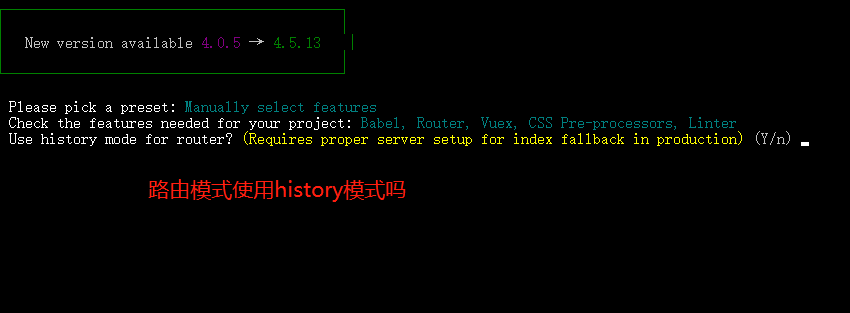 New version available 4.0.5 → 4.5.13
Please pick a preset: Manually select features
Check the features needed for your project: Babel, Router, Vuex, CSS Pre-processors, Linter
Use history mode for router? (Requires proper server setup for index fallback in production) (Y/n)
路由模式使用history模式吗